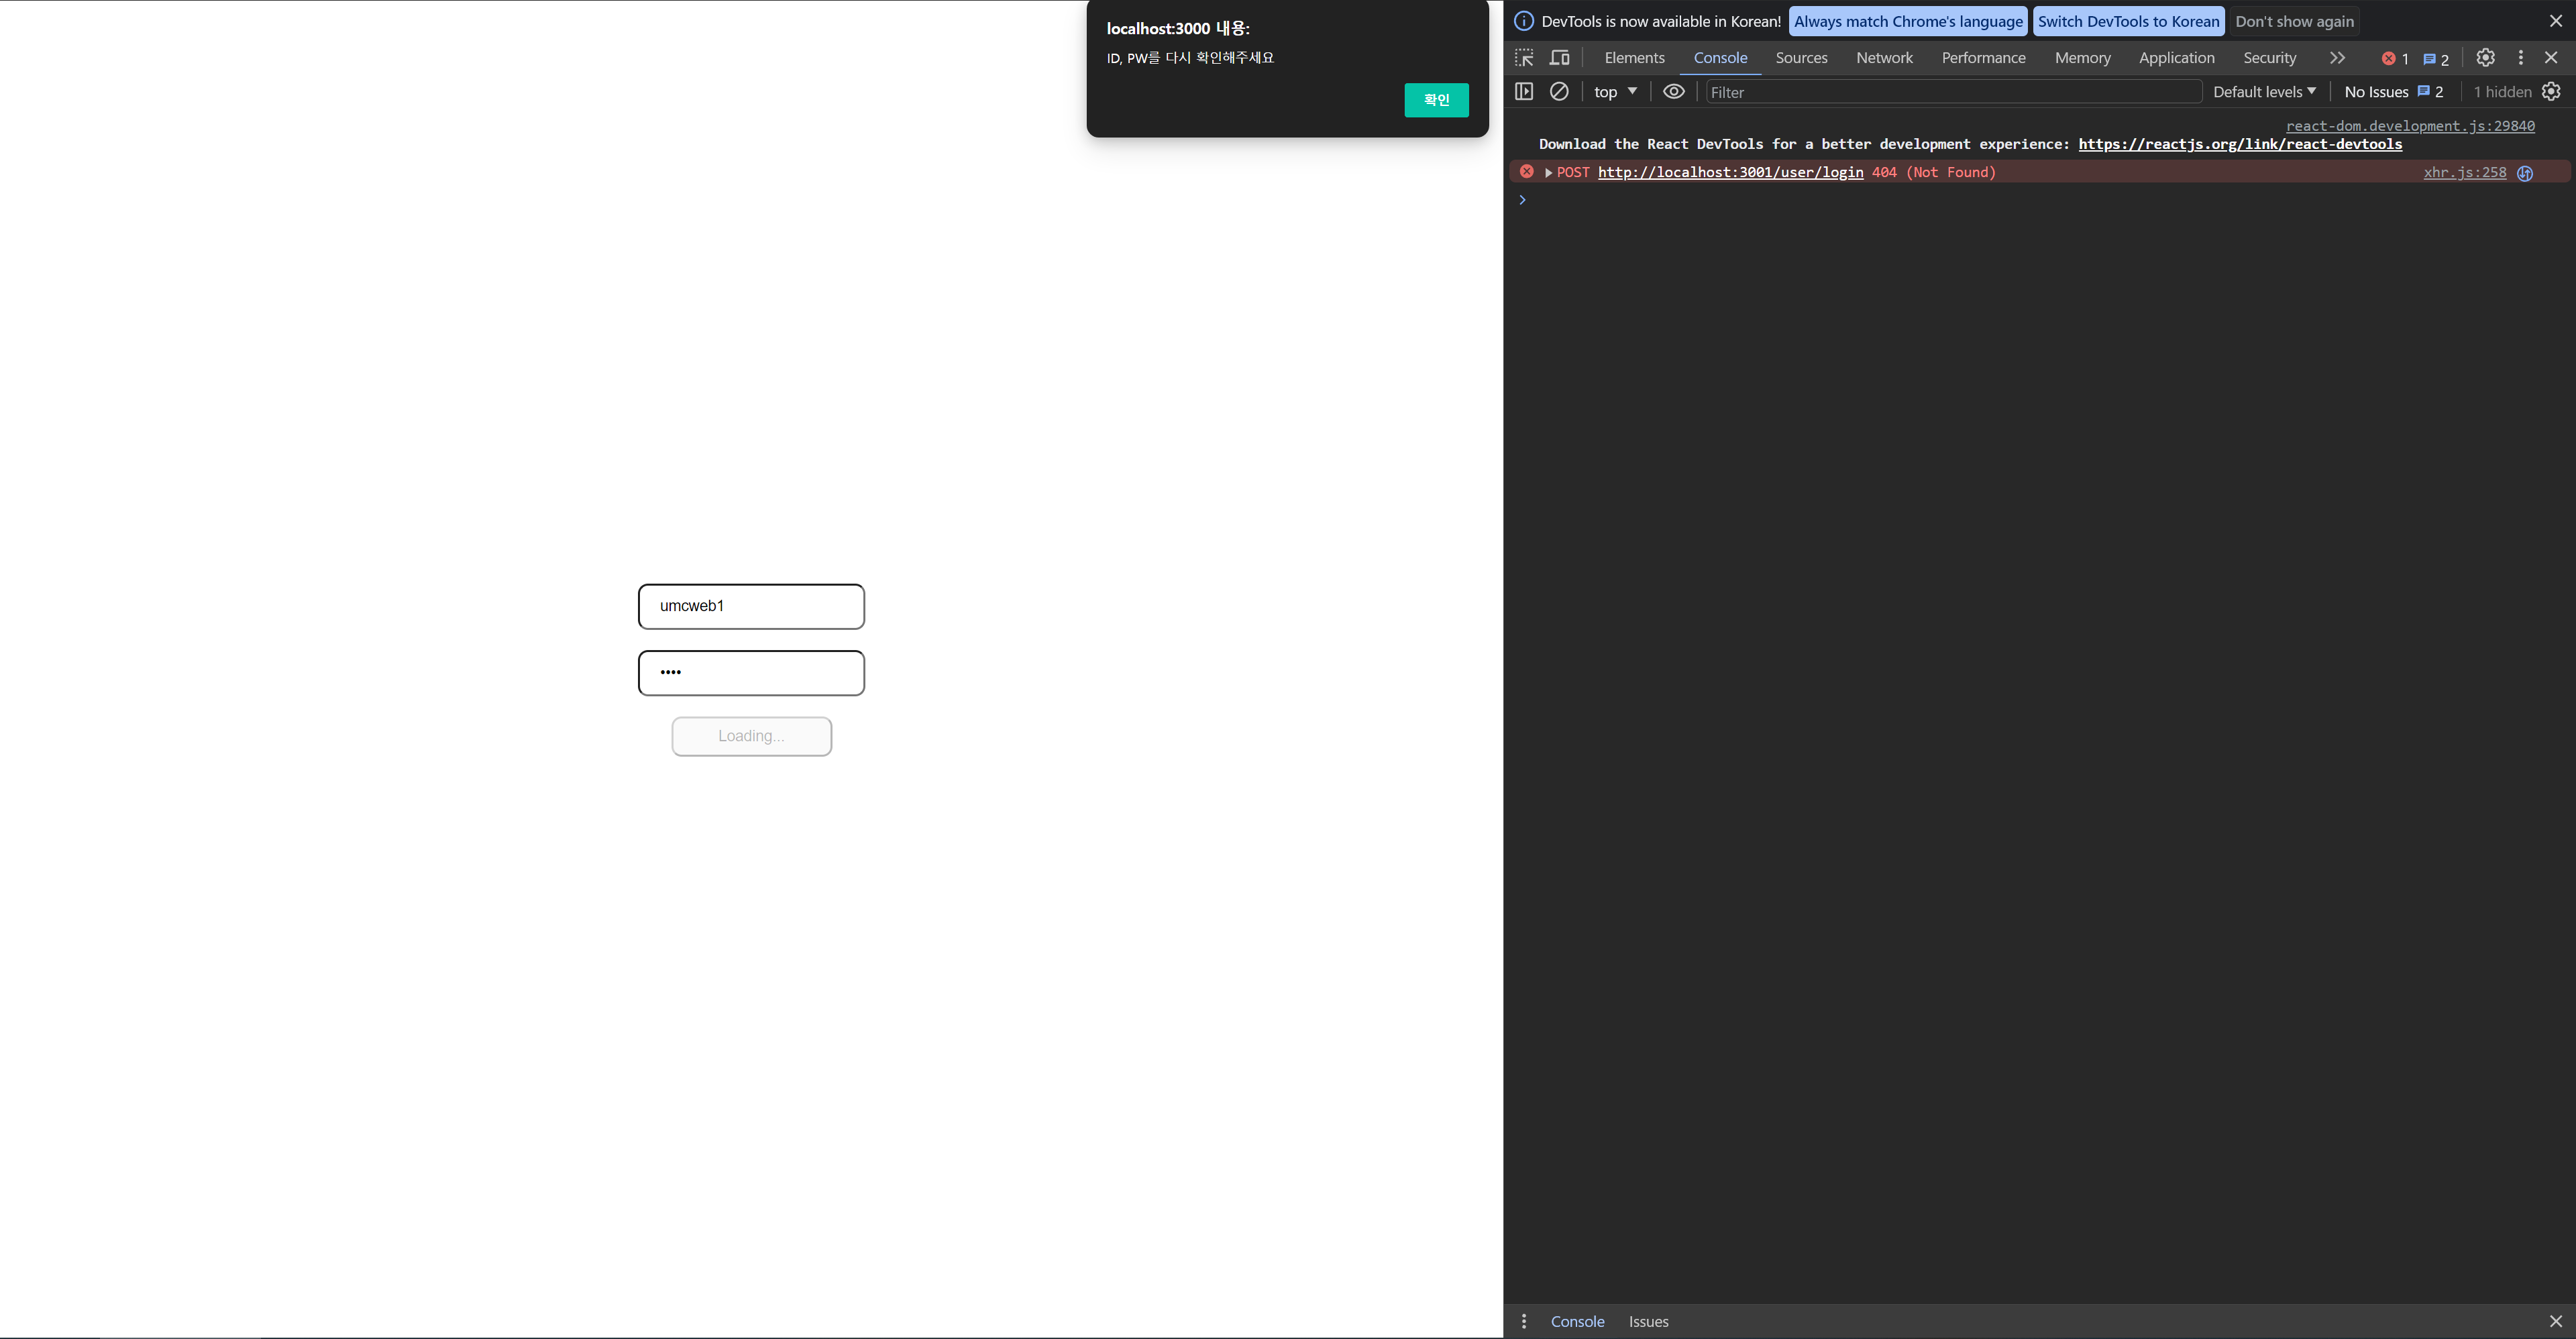 localhost:3000 내용:
ID, PW를 다시 확인해주세요
확인
umcweb1
••••
Loading...
DevTools is now available in Korean! Always match Chrome's language Switch DevTools to Korean Don't show again
Elements Console Sources Network Performance Memory Application Security 1 2
top Filter Default levels No Issues 2 1 hidden
react-dom.development.js:29840
Download the React DevTools for a better development experience: https://reactjs.org/link/react-devtools
POST http://localhost:3001/user/login 404 (Not Found) xhr.js:258
Console Issues